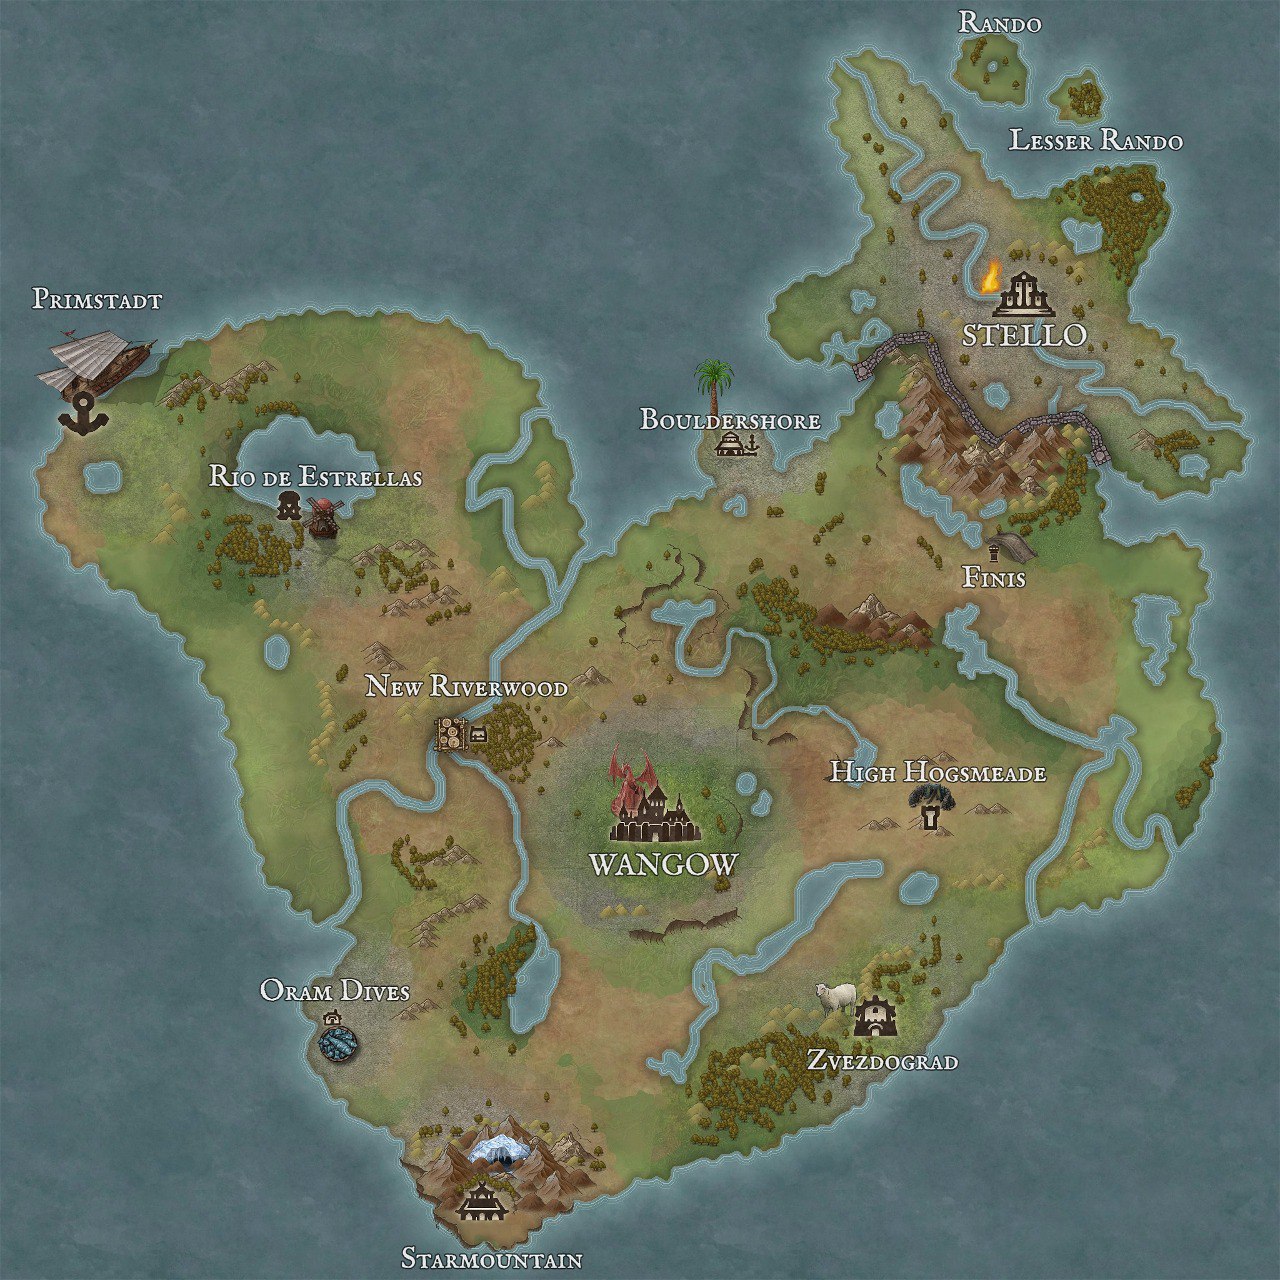 Rando
Lesser Rando
Primstadt
STELLO
Bouldershore
Rio de Estrellas
Finis
New Riverwood
High Hogsmeade
WANGOW
Oram Dives
Zvezdograd
Starmountain